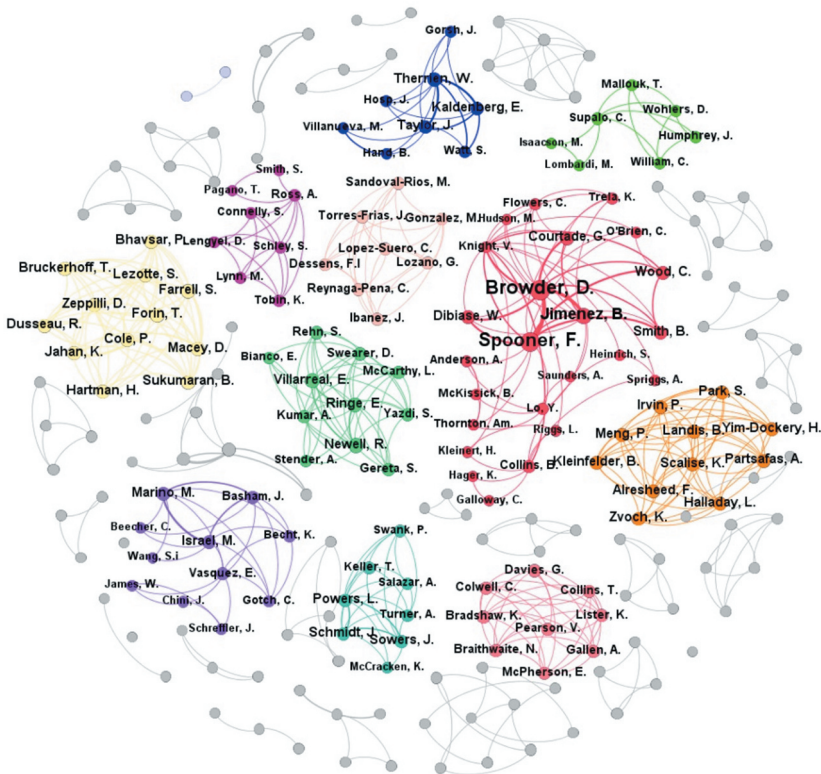 Gorsh, J.
Therrien, W.
Hosp, J.
Kaldenberg, E.
Villanueva, M.
Taylor, J.
Hand, B.
Watt, S.
Mallouk, T.
Supalo, C.
Wohlers, D.
Isaacson, M.
Humphrey, J.
Lombardi, M.
William, C.
Smith, S.
Pagano, T.
Ross, A.
Connelly, S.
Lengyel, D.
Schley, S.
Lynn, M.
Tobin, K.
Sandoval-Rios, M.
Torres-Frias, J.
Gonzalez, M.
Lopez-Suero, C.
Dessens, F.I
Lozano, G.
Reynaga-Pena, C.
Ibanez, J.
Trela, K.
Flowers, C.
Hudson, M.
Courtade, G.
O'Brien, C.
Knight, V.
Wood, C.
Browder, D.
Dibiase, W.
Jimenez, B.
Spooner, F.
Smith, B.
Anderson, A.
Heinrich, S.
Saunders, A.
Spriggs, A.
McKissick, B.
Lo, Y.
Thornton, Am.
Riggs, L.
Kleinert, H.
Collins, B.
Hager, K.
Galloway, C.
Bhavsar, P.
Bruckerhoff, T.
Lezotte, S.
Farrell, S.
Zeppilli, D.
Forin, T.
Dusseau, R.
Cole, P.
Jahan, K.
Macey, D.
Hartman, H.
Sukumaran, B.
Rehn, S.
Bianco, E.
Swearer, D.
McCarthy, L.
Villarreal, E.
Ringe, E.
Kumar, A.
Yazdi, S.
Newell, R.
Stender, A.
Gereta, S.
Park, S.
Irvin, P.
Meng, P.
Landis, B.
Yim-Dockery, H.
Kleinfelder, B.
Scalise, K.
Partsafas, A.
Alresheed, F.
Halladay, L.
Zvoch, K.
Marino, M.
Basham, J.
Beecher, C.
Israel, M.
Becht, K.
Wang, S.i
Vasquez, E.
James, W.
Chini, J.
Gotch, C.
Schreffler, J.
Swank, P.
Keller, T.
Salazar, A.
Powers, L.
Turner, A.
Schmidt, J.
Sowers, J.
McCracken, K.
Davies, G.
Colwell, C.
Collins, T.
Bradshaw, K.
Lister, K.
Pearson, V.
Braithwaite, N.
Gallen, A.
McPherson, E.